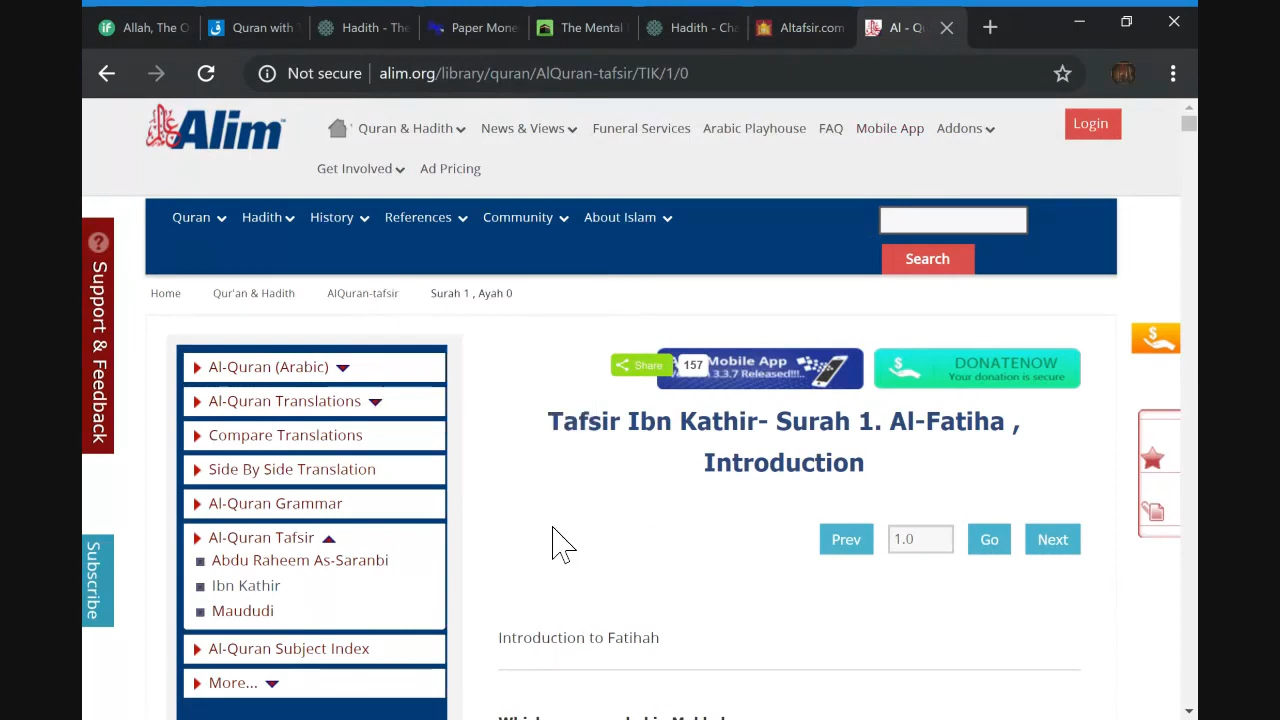 Allah, The O
Quran with T
Hadith - The
Paper Mone
The Mental
Hadith - Cha
Altafsir.com
Al - Qu
Not secure
alim.org/library/quran/AlQuran-tafsir/TIK/1/0
Alim
Quran & Hadith
News & Views
Funeral Services
Arabic Playhouse
FAQ
Mobile App
Addons
Login
Get Involved
Ad Pricing
Quran
Hadith
History
References
Community
About Islam
Search
Home
Qur'an & Hadith
AlQuran-tafsir
Surah 1 , Ayah 0
Support & Feedback
Subscribe
Al-Quran (Arabic)
Al-Quran Translations
Compare Translations
Side By Side Translation
Al-Quran Grammar
Al-Quran Tafsir
Abdu Raheem As-Saranbi
Ibn Kathir
Maududi
Al-Quran Subject Index
More...
Share
157
Mobile App
3.3.7 Released!!!..
DONATENOW
Your donation is secure
Tafsir Ibn Kathir- Surah 1. Al-Fatiha ,
Introduction
Prev
1.0
Go
Next
Introduction to Fatihah